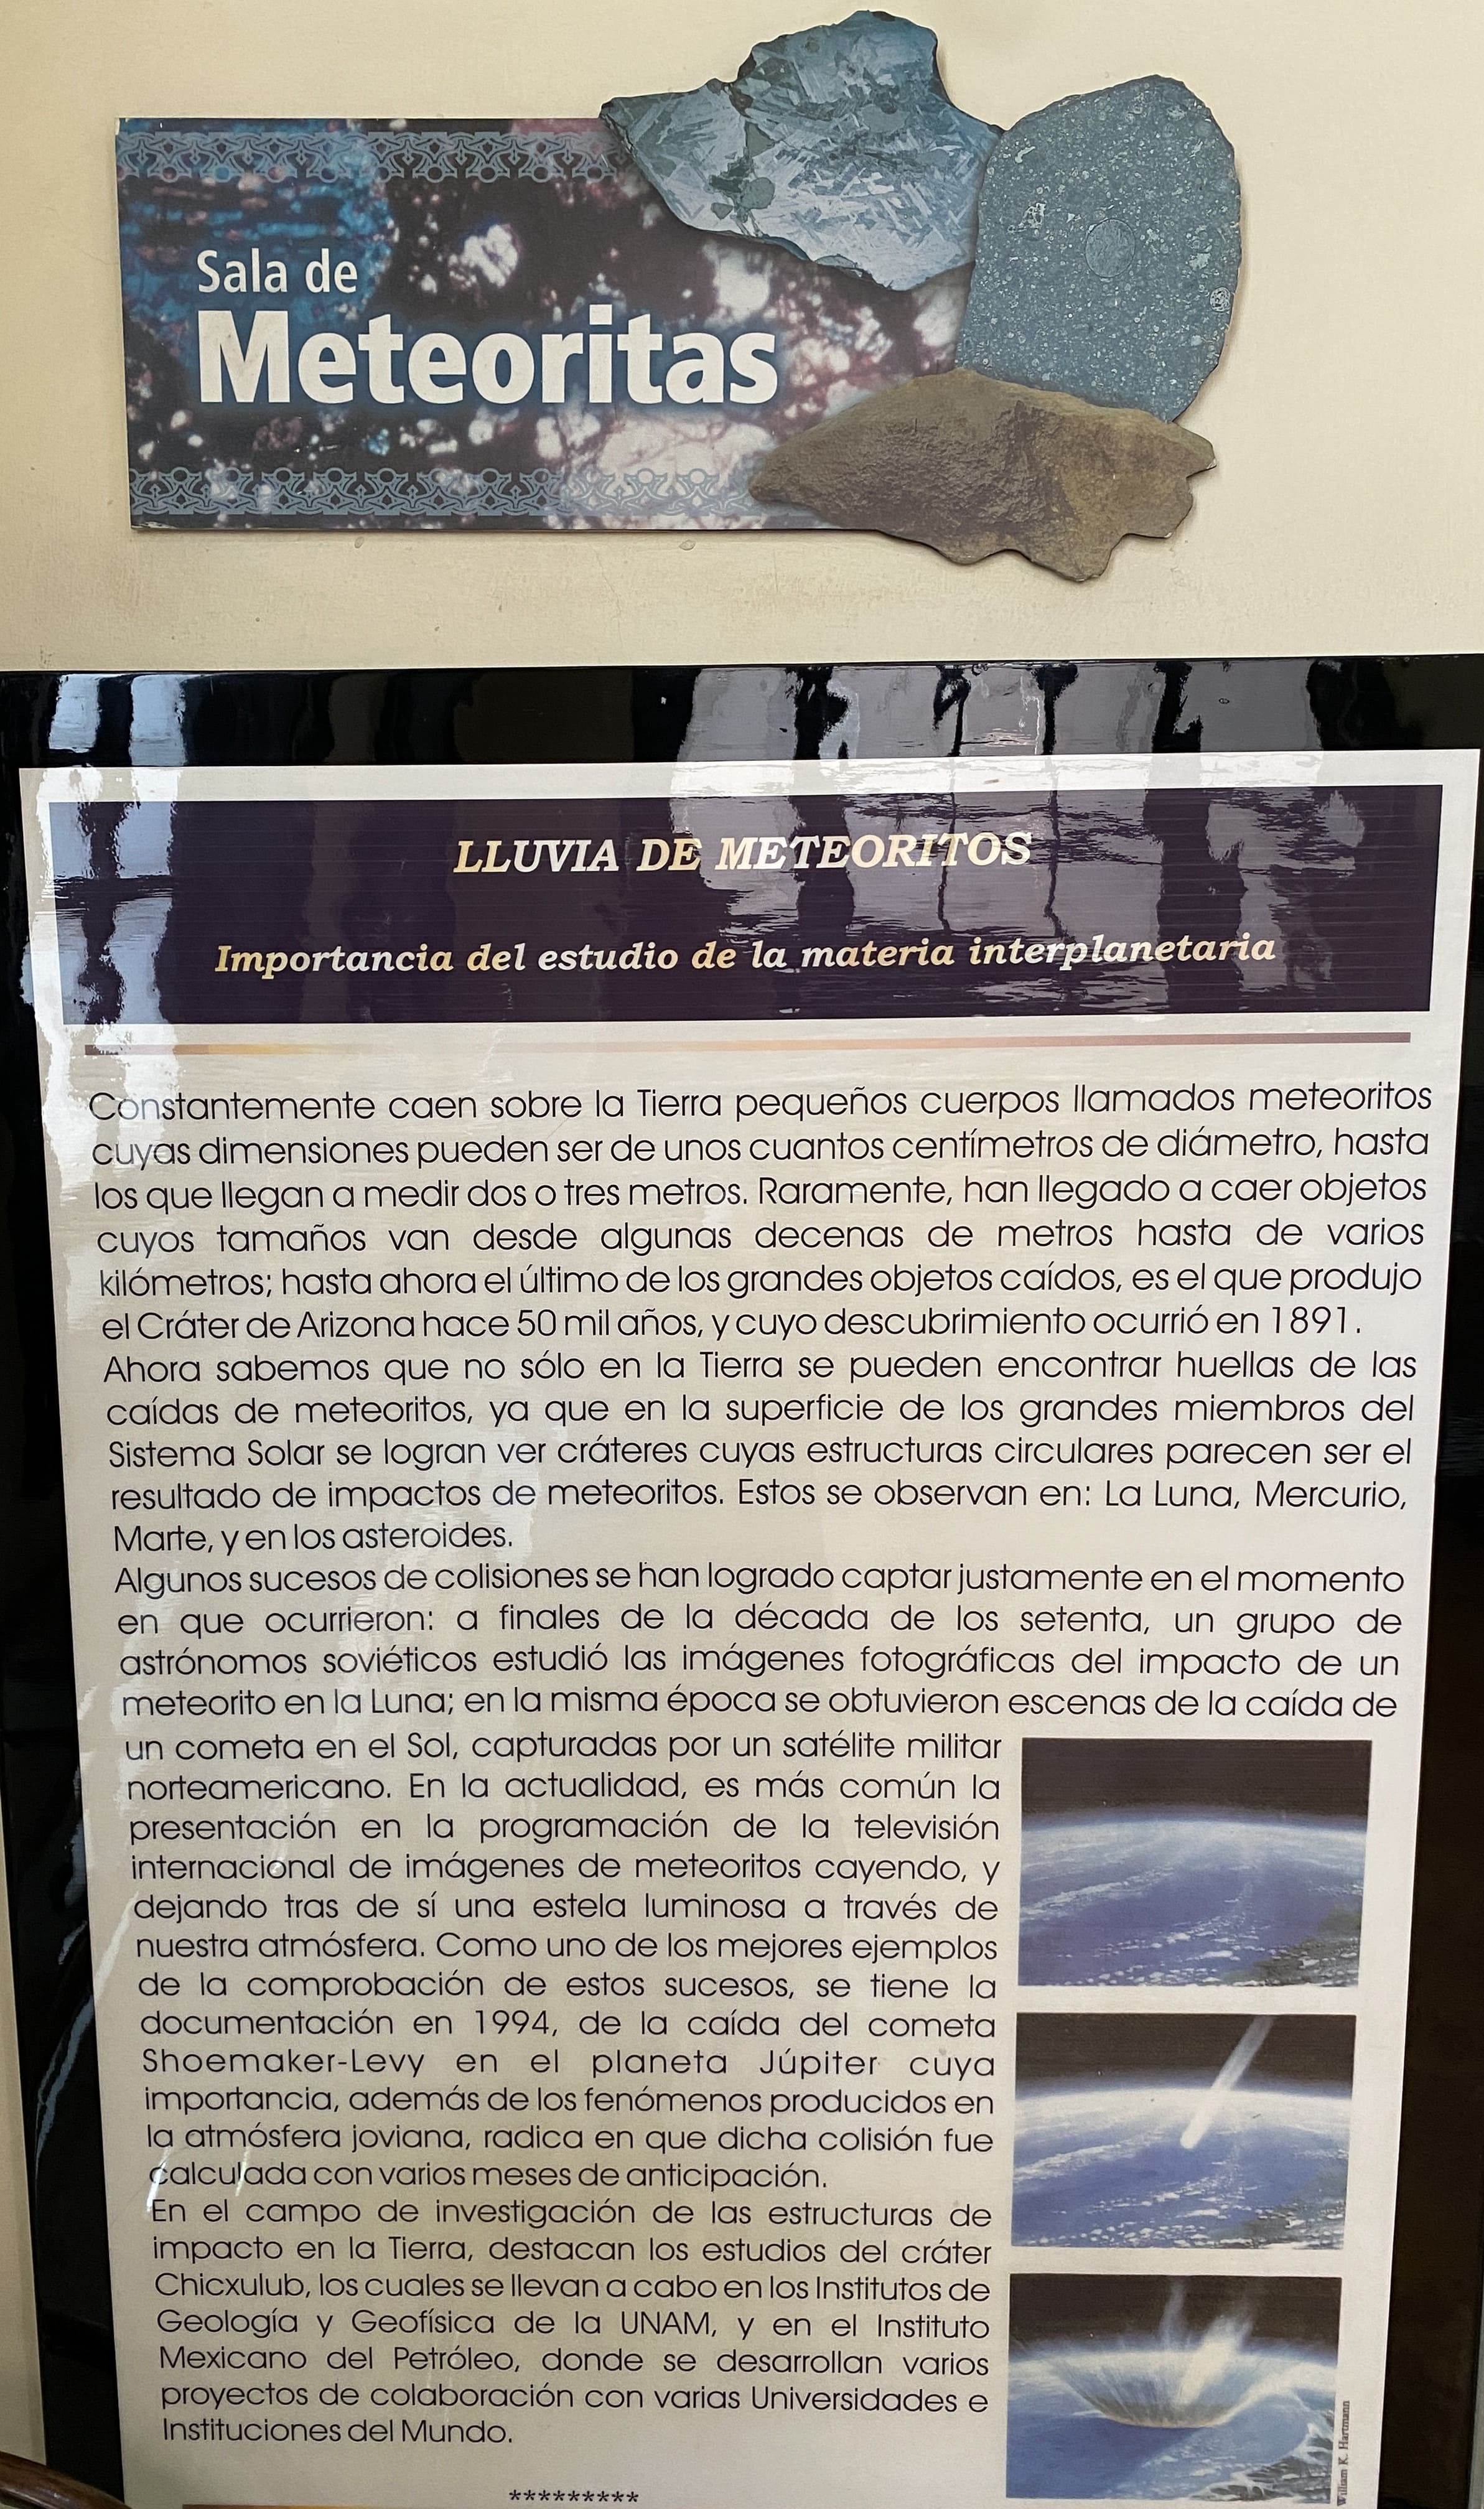 Sala de
Meteoritas
LLUVIA DE METEORITOS
Importancia del estudio de la materia interplanetaria
Constantemente caen sobre la Tierra pequeños cuerpos llamados meteoritos
cuyas dimensiones pueden ser de unos cuantos centímetros de diámetro, hasta
los que llegan a medir dos o tres metros. Raramente, han llegado a caer objetos
cuyos tamaños van desde algunas decenas de metros hasta de varios
kilómetros; hasta ahora el último de los grandes objetos caídos, es el que produjo
el Cráter de Arizona hace 50 mil años, y cuyo descubrimiento ocurrió en 1891.
Ahora sabemos que no sólo en la Tierra se pueden encontrar huellas de las
caídas de meteoritos, ya que en la superficie de los grandes miembros del
Sistema Solar se logran ver cráteres cuyas estructuras circulares parecen ser el
resultado de impactos de meteoritos. Estos se observan en: La Luna, Mercurio,
Marte, y en los asteroides.
Algunos sucesos de colisiones se han logrado captar justamente en el momento
en que ocurrieron: a finales de la década de los setenta, un grupo de
astrónomos soviéticos estudió las imágenes fotográficas del impacto de un
meteorito en la Luna; en la misma época se obtuvieron escenas de la caída de
un cometa en el Sol, capturadas por un satélite militar
norteamericano. En la actualidad, es más común la
presentación en la programación de la televisión
internacional de imágenes de meteoritos cayendo, y
dejando tras de sí una estela luminosa a través de
nuestra atmósfera. Como uno de los mejores ejemplos
de la comprobación de estos sucesos, se tiene la
documentación en 1994, de la caída del cometa
Shoemaker-Levy en el planeta Júpiter cuya
importancia, además de los fenómenos producidos en
la atmósfera joviana, radica en que dicha colisión fue
calculada con varios meses de anticipación.
En el campo de investigación de las estructuras de
impacto en la Tierra, destacan los estudios del cráter
Chicxulub, los cuales se llevan a cabo en los Institutos de
Geología y Geofísica de la UNAM, y en el Instituto
Mexicano del Petróleo, donde se desarrollan varios
proyectos de colaboración con varias Universidades e
Instituciones del Mundo.
*********
William K. Hartmann